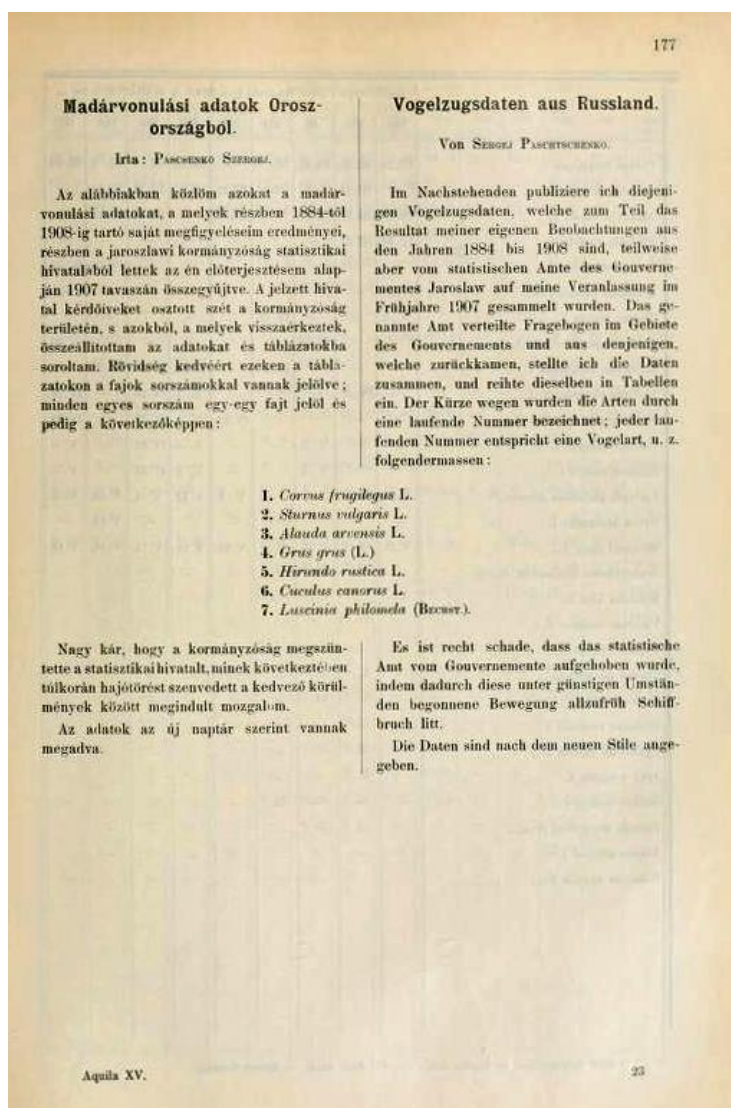 177
Madárvonulási adatok Orosz-
országból.
Irta: PASCSENKO SZERGEJ.
Az alábbiakban közlöm azokat a madár-
vonulási adatokat, a melyek részben 1884-től
1908-ig tartó saját megfigyeléseim eredményei,
részben a jaroszlawi kormányzóság statisztikai
hivatalából lettek az én előterjesztésem alap-
ján 1907 tavaszán összegyűjtve. A jelzett hiva-
tal kérdőíveket osztott szét a kormányzóság
területén, s azokból, a melyek visszaérkeztek,
összeállítottam az adatokat és táblázatokba
soroltam. Rövidség kedvéért ezeken a tábla-
zatokon a fajok sorszámokkal vannak jelölve;
minden egyes sorszám egy-egy fajt jelöl és
pedig a következőképpen:
Vogelzugsdaten aus Russland.
Von SERGEJ PASCHTSCHENKO.
Im Nachstehenden publiziere ich diejeni-
gen Vogelzugsdaten, welche zum Teil das
Resultat meiner eigenen Beobachtungen aus
den Jahren 1884 bis 1908 sind, teilweise
aber vom statistischen Amte des Gouverne-
mentes Jaroslaw auf meine Veranlassung im
Frühjahre 1907 gesammelt wurden. Das ge-
nannte Amt verteilte Fragebogen im Gebiete
des Gouvernements und aus denjenigen,
welche zurückkamen, stellte ich die Daten
zusammen, und reihte dieselben in Tabellen
ein. Der Kürze wegen wurden die Arten durch
eine laufende Nummer bezeichnet; jeder lau-
fenden Nummer entspricht eine Vogelart, u. z.
folgendermassen:
1. Corvus frugilegus L.
2. Sturnus vulgaris L.
3. Alauda arvensis L.
4. Grus grus (L.)
5. Hirundo rustica L.
6. Cuculus canorus L.
7. Luscinia philomela (BECHST.).
Nagy kár, hogy a kormányzóság megszün-
tette a statisztikai hivatalt, minek következtében
túlkorán hajótörést szenvedett a kedvező körül-
mények között megindult mozgalom.
Az adatok az új naptár szerint vannak
megadva.
Es ist recht schade, dass das statistische
Amt vom Gouvernemente aufgehoben wurde,
indem dadurch diese unter günstigen Umstän-
den begonnene Bewegung allzufrüh Schiff-
bruch litt.
Die Daten sind nach dem neuen Stile ange-
geben.
Aquila XV.
23